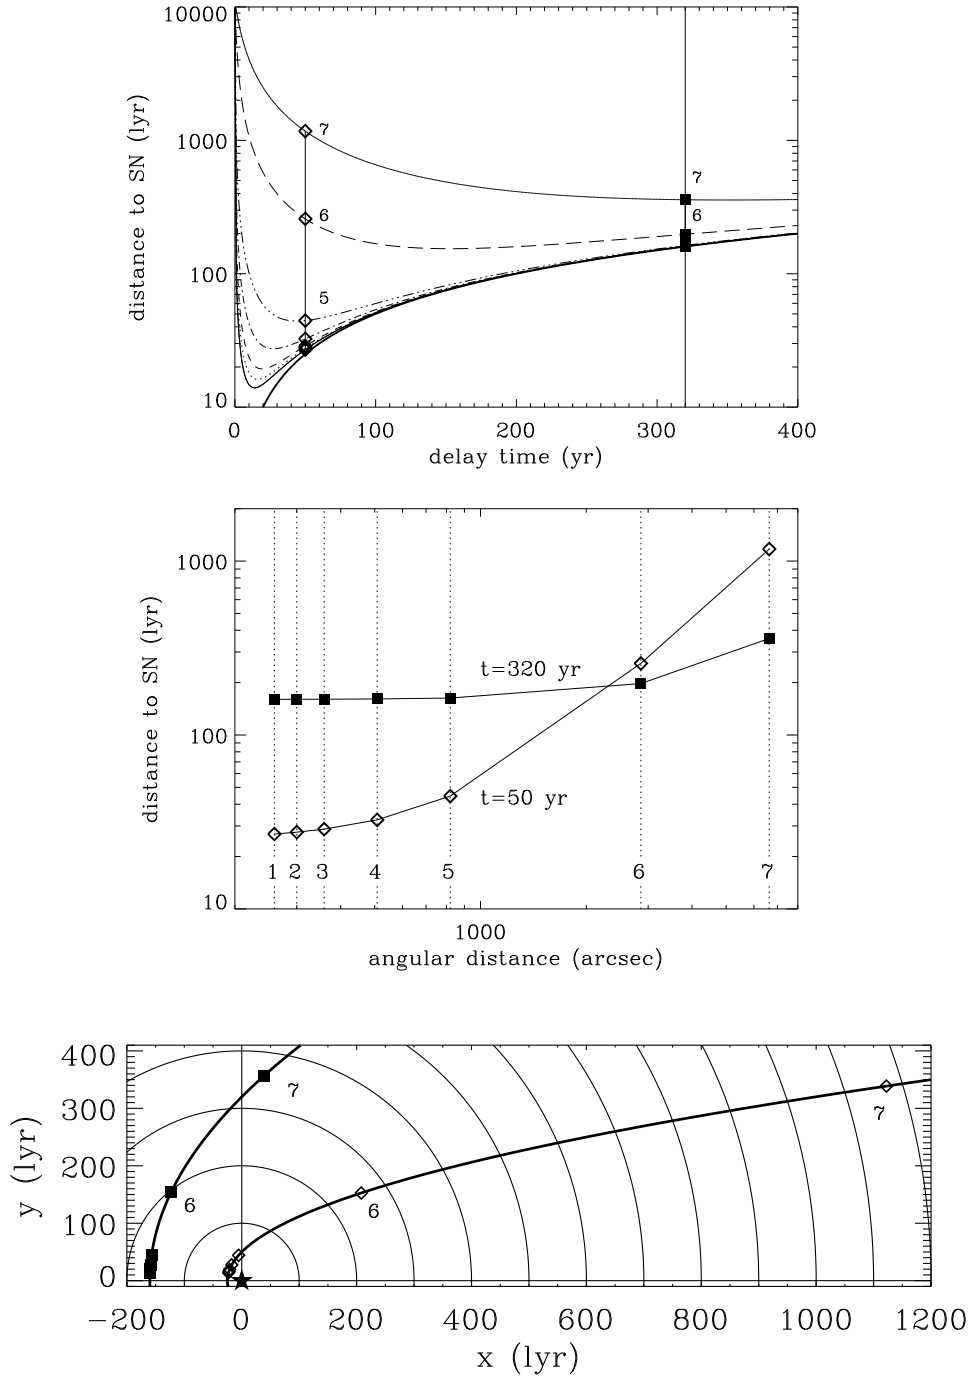 10000
1000
100
10
distance to SN (lyr)
7
6
5
7
6
0 100 200 300 400
delay time (yr)
1000
100
10
distance to SN (lyr)
t=320 yr
t=50 yr
1 2 3 4 5 6 7
1000
angular distance (arcsec)
400
300
200
100
0
y (lyr)
7
6
7
6
−200 0 200 400 600 800 1000 1200
x (lyr)